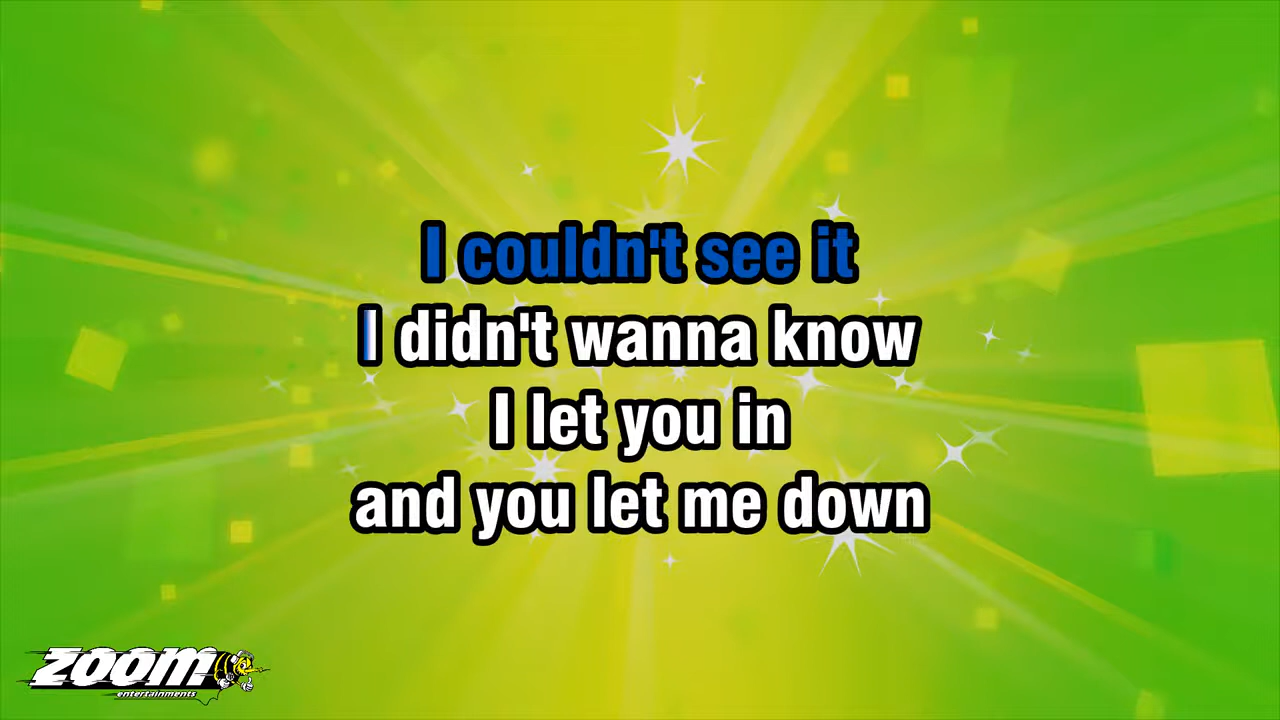 I couldn't see it
I didn't wanna know
I let you in
and you let me down
ZOOM
entertainments